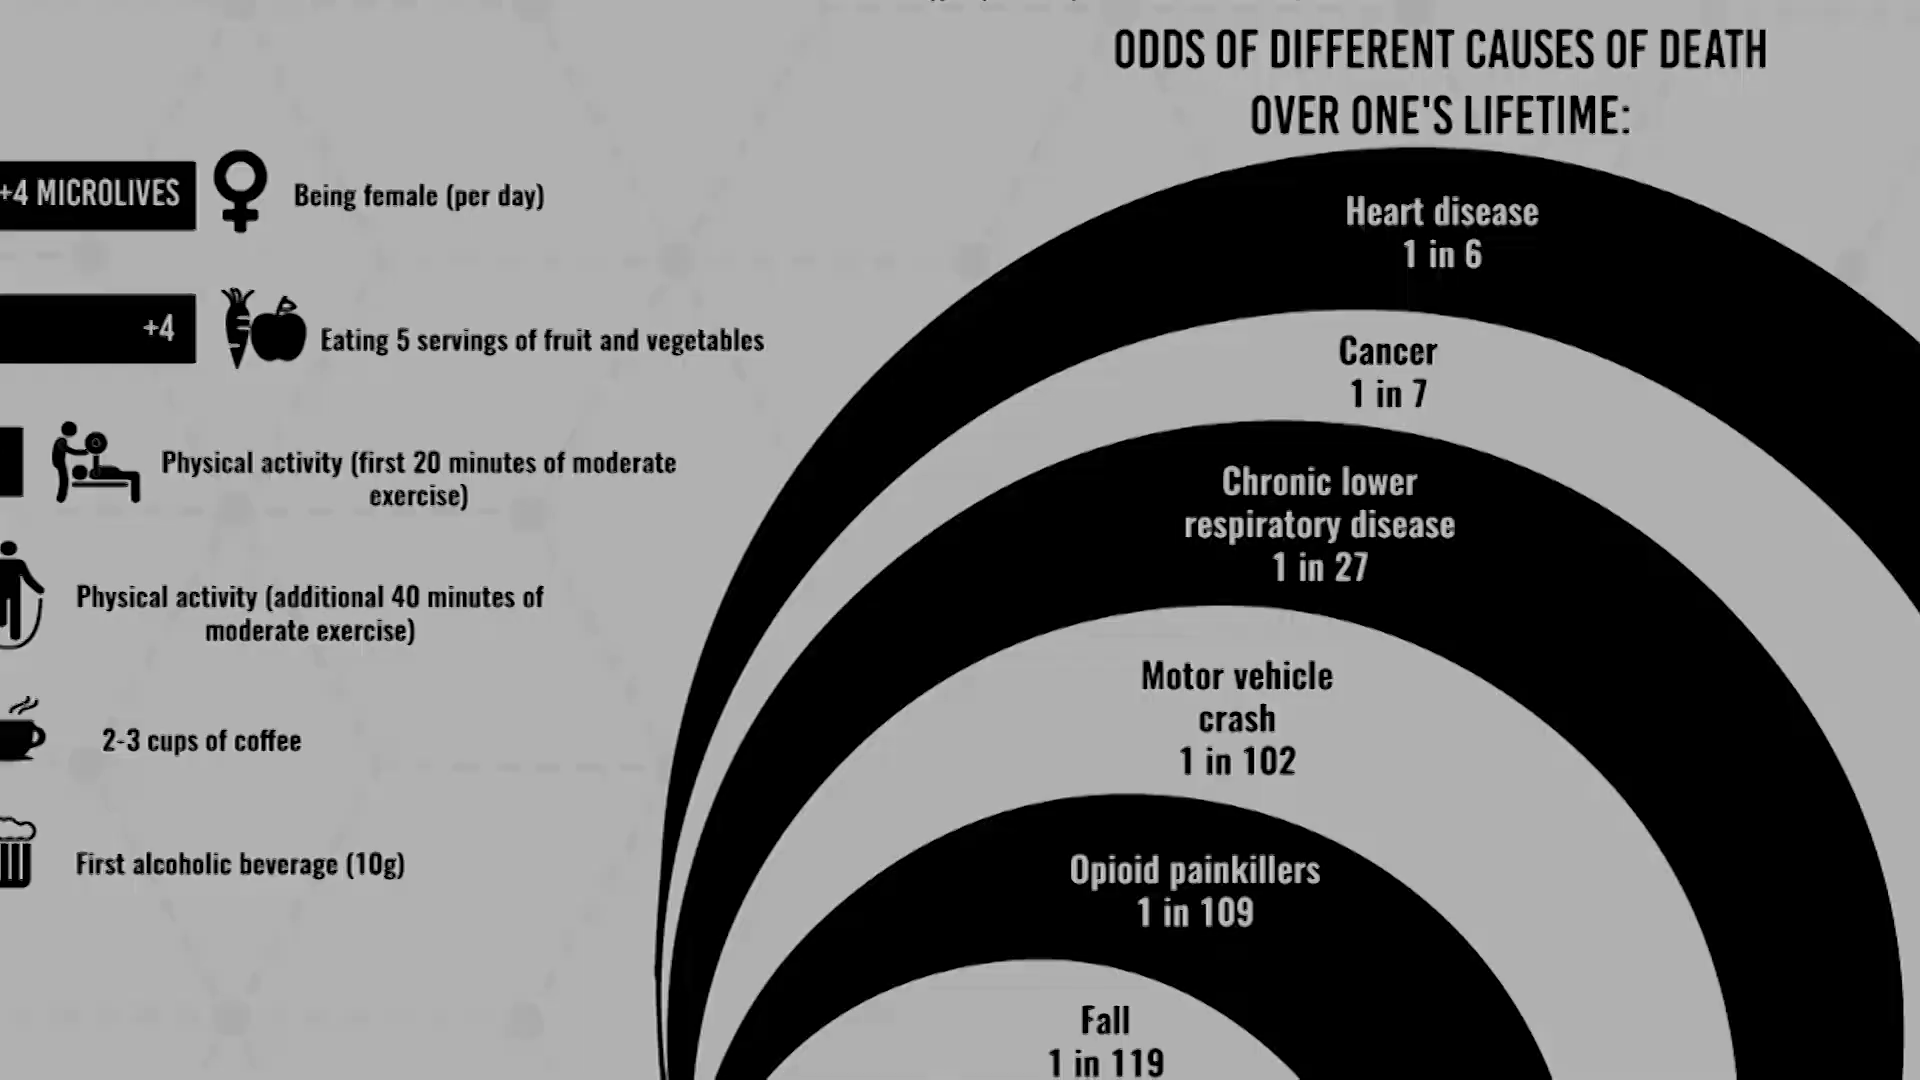 ODDS OF DIFFERENT CAUSES OF DEATH
OVER ONE'S LIFETIME:
+4 MICROLIVES
Being female (per day)
+4
Eating 5 servings of fruit and vegetables
Physical activity (first 20 minutes of moderate
exercise)
Physical activity (additional 40 minutes of
moderate exercise)
2-3 cups of coffee
First alcoholic beverage (10g)
Heart disease
1 in 6
Cancer
1 in 7
Chronic lower
respiratory disease
1 in 27
Motor vehicle
crash
1 in 102
Opioid painkillers
1 in 109
Fall
1 in 119